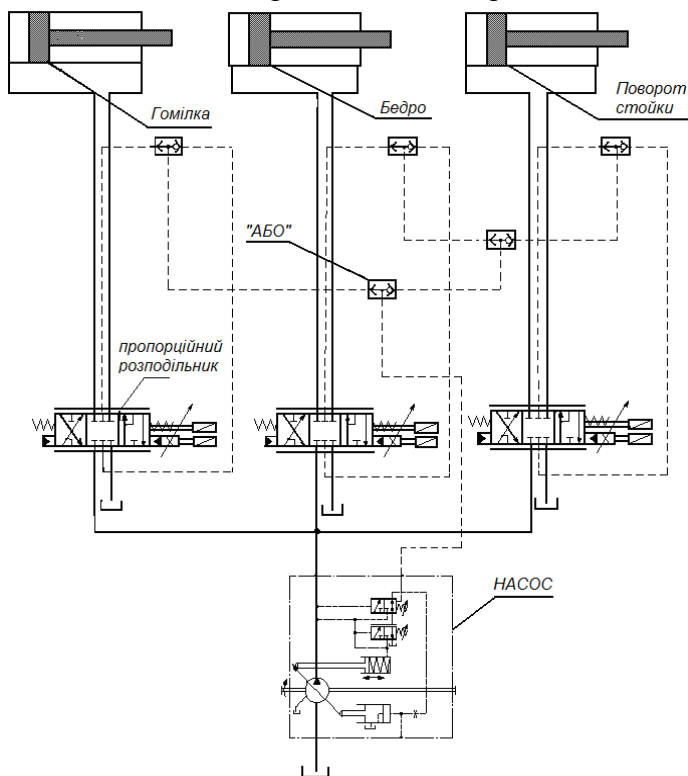 Гомілка
Бедро
Поворот
стойки
"АБО"
пропорційний
розподільник
НАСОС